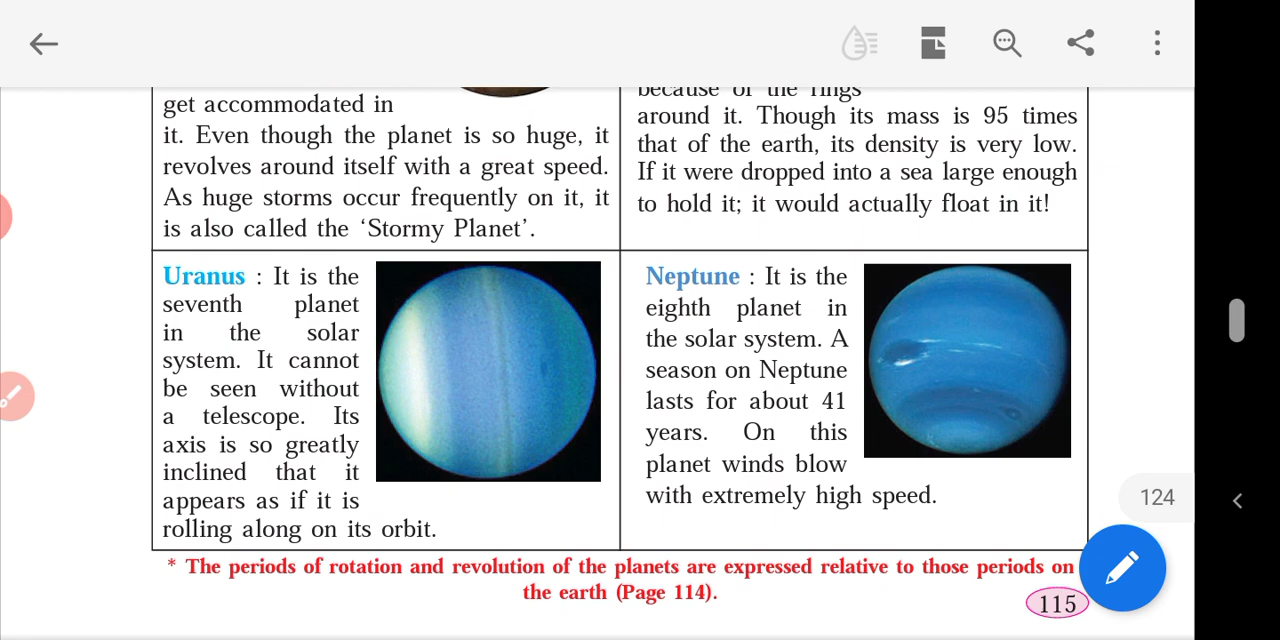 get accommodated in
it. Even though the planet is so huge, it
revolves around itself with a great speed.
As huge storms occur frequently on it, it
is also called the ‘Stormy Planet’.
because of the rings
around it. Though its mass is 95 times
that of the earth, its density is very low.
If it were dropped into a sea large enough
to hold it; it would actually float in it!
Uranus : It is the
seventh planet
in the solar
system. It cannot
be seen without
a telescope. Its
axis is so greatly
inclined that it
appears as if it is
rolling along on its orbit.
Neptune : It is the
eighth planet in
the solar system. A
season on Neptune
lasts for about 41
years. On this
planet winds blow
with extremely high speed.
124
* The periods of rotation and revolution of the planets are expressed relative to those periods on
the earth (Page 114).
115